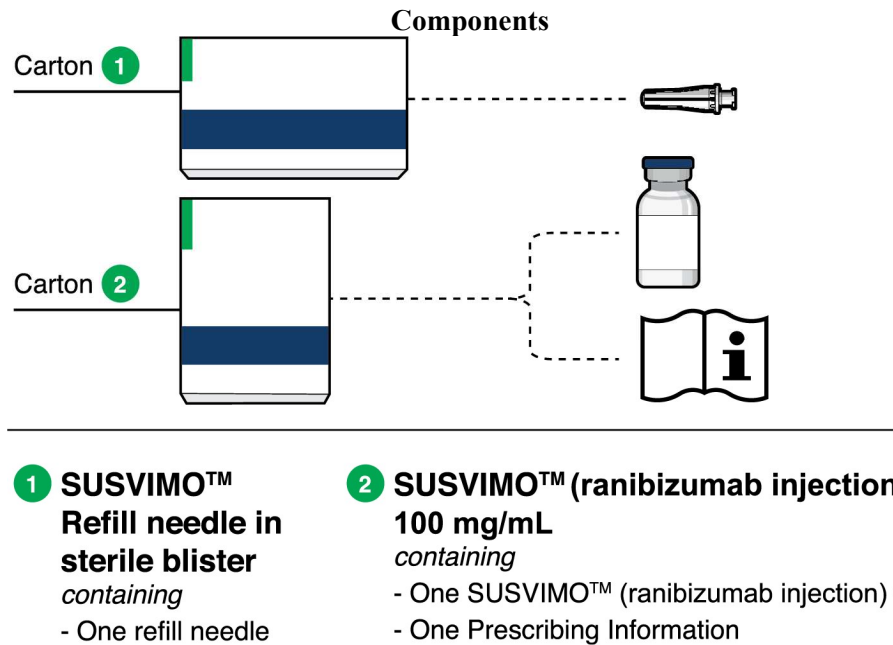 Components
Carton 1
Carton 2
i
1 SUSVIMO™
Refill needle in
sterile blister
containing
- One refill needle
2 SUSVIMO™ (ranibizumab injection
100 mg/mL
containing
- One SUSVIMO™ (ranibizumab injection)
- One Prescribing Information